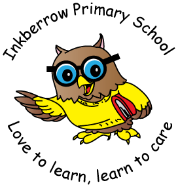 Inkberrow Primary School
Love to learn, learn to care